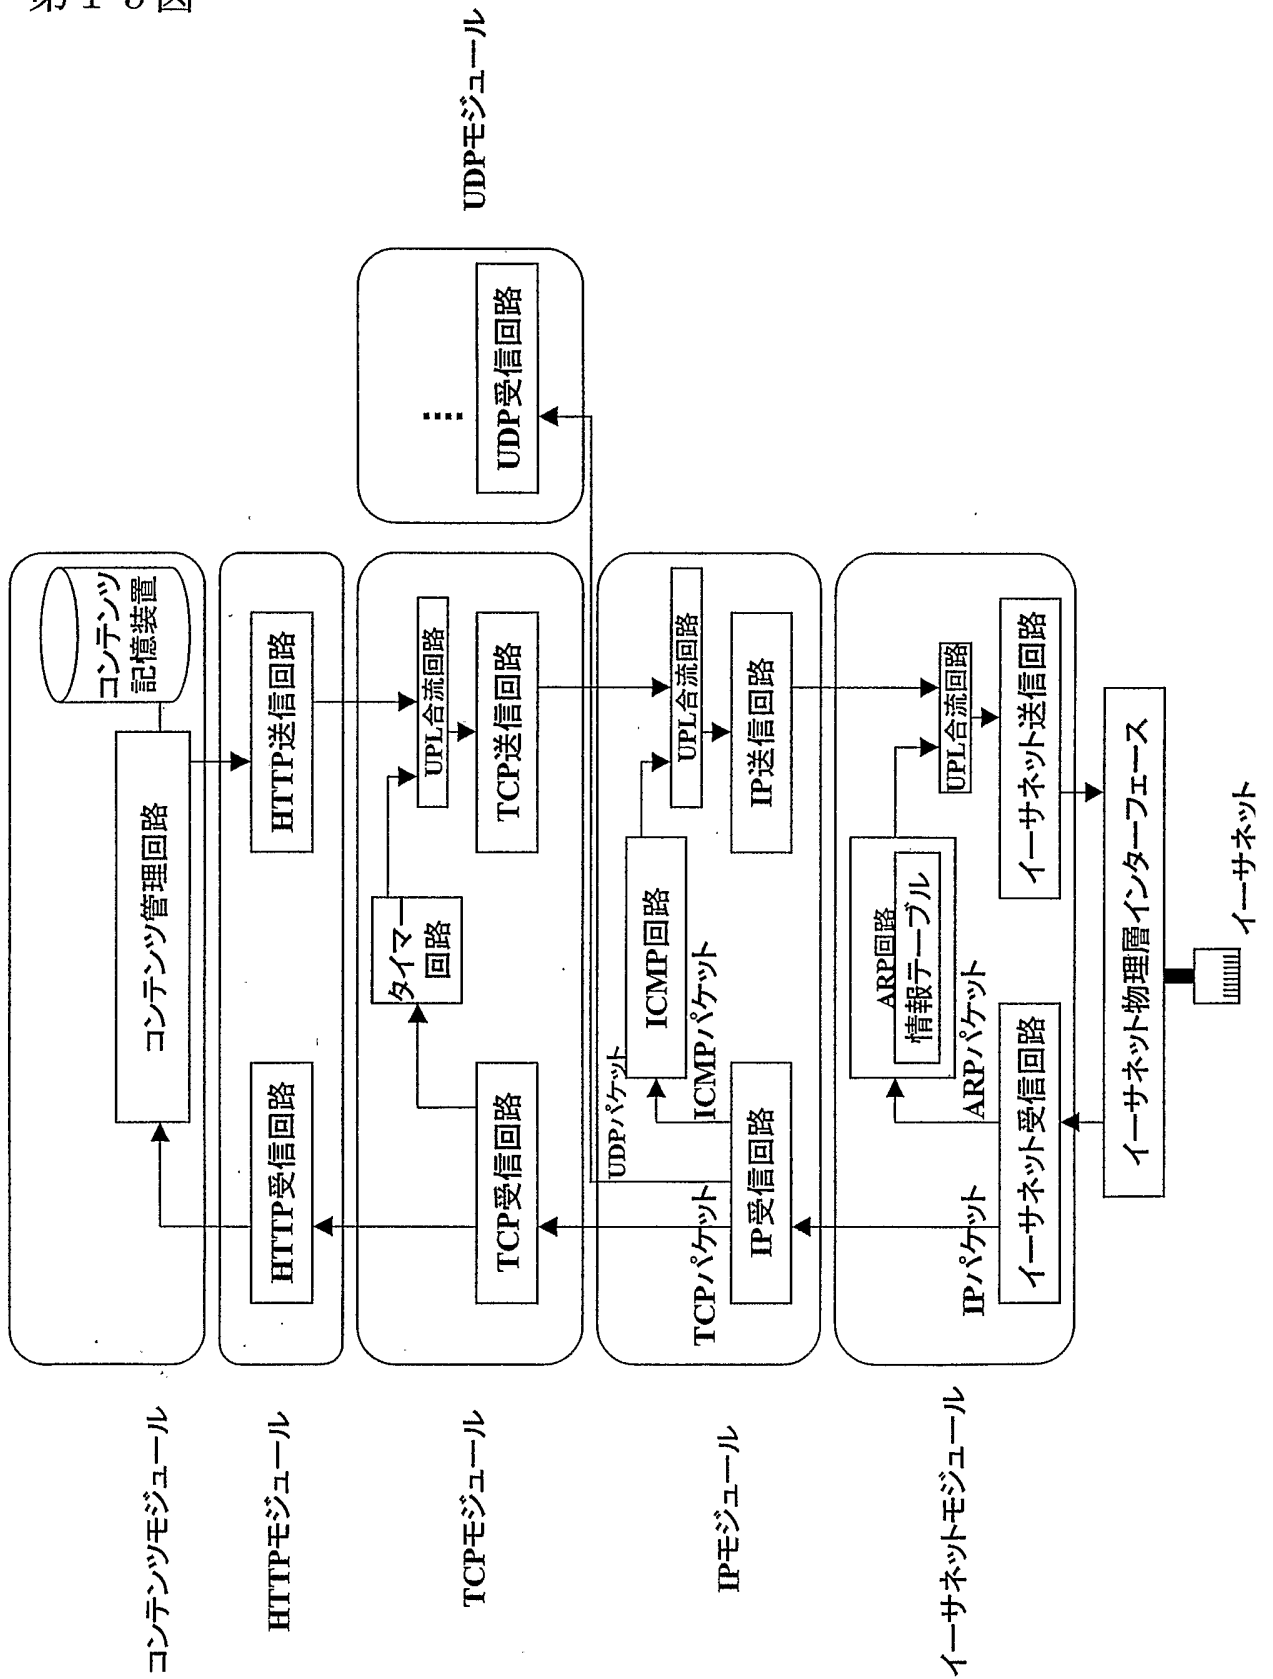 UDPモジュール
コンテンツモジュール
コンテンツ管理回路
コンテンツ
記憶装置
HTTPモジュール
HTTP受信回路
HTTP送信回路
TCPモジュール
TCP受信回路
タイマー
回路
UPL合流回路
TCP送信回路
UDP受信回路
IPモジュール
TCPパケット
UDPパケット
ICMPパケット
IP受信回路
ICMP回路
UPL合流回路
IP送信回路
イーサネットモジュール
IPパケット
ARPパケット
イーサネット受信回路
ARP回路
情報テーブル
UPL合流回路
イーサネット送信回路
イーサネット物理層インターフェース
イーサネット